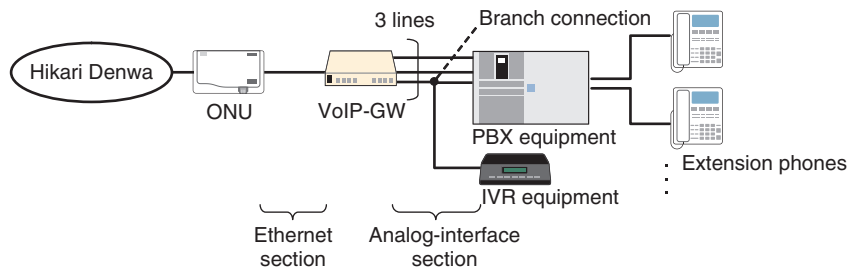 3 lines
Branch connection
Hikari Denwa
ONU
VoIP-GW
PBX equipment
Extension phones
IVR equipment
Ethernet
section
Analog-interface
section